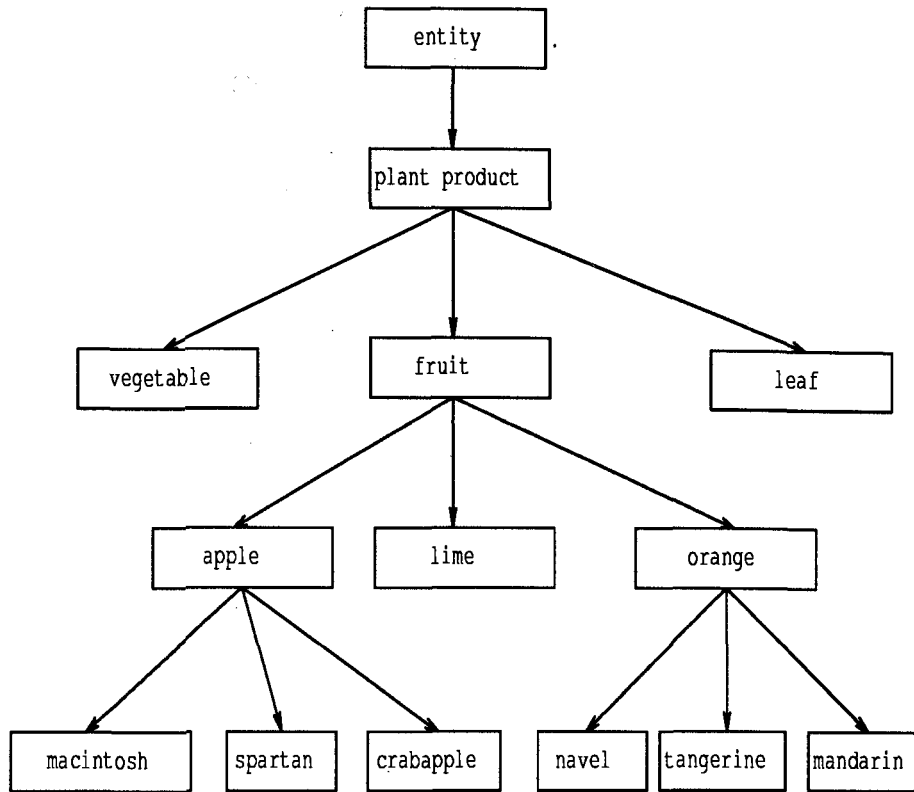 entity
plant product
vegetable
fruit
leaf
apple
lime
orange
macintosh
spartan
crabapple
navel
tangerine
mandarin